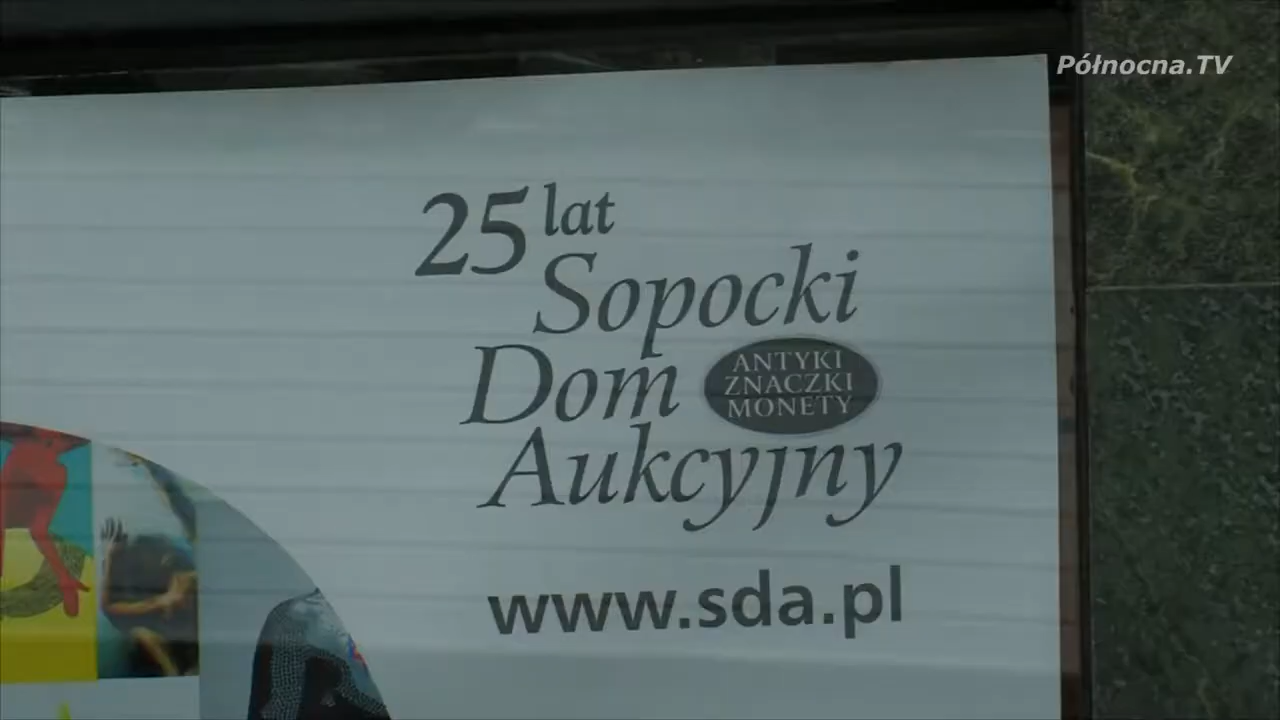 Północna.TV
25 lat
Sopocki
Dom
ANTYKI
ZNACZKI
MONETY
Aukcyjny
www.sda.pl